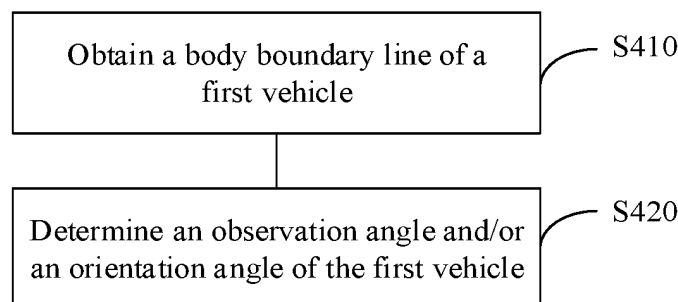 Obtain a body boundary line of a
first vehicle
S410
Determine an observation angle and/or
an orientation angle of the first vehicle
S420